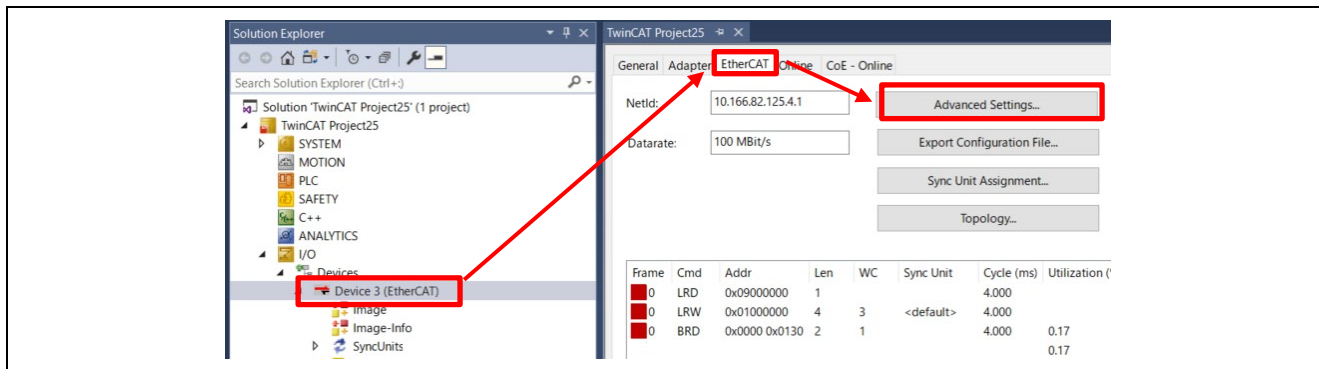 Solution Explorer
Search Solution Explorer (Ctrl+:)
Solution 'TwinCAT Project25' (1 project)
TwinCAT Project25
SYSTEM
MOTION
PLC
SAFETY
C++
ANALYTICS
I/O
Devices
Device 3 (EtherCAT)
Image
Image-Info
SyncUnits
TwinCAT Project25
General Adapter EtherCAT Online CoE - Online
NetId: 10.166.82.125.4.1 Advanced Settings...
Datarate: 100 MBit/s Export Configuration File...
Sync Unit Assignment...
Topology...
Frame Cmd Addr Len WC Sync Unit Cycle (ms) Utilization (
0 LRD 0x09000000 1 4.000
0 LRW 0x01000000 4 3 <default> 4.000
0 BRD 0x0000 0x0130 2 1 4.000 0.17
0.17